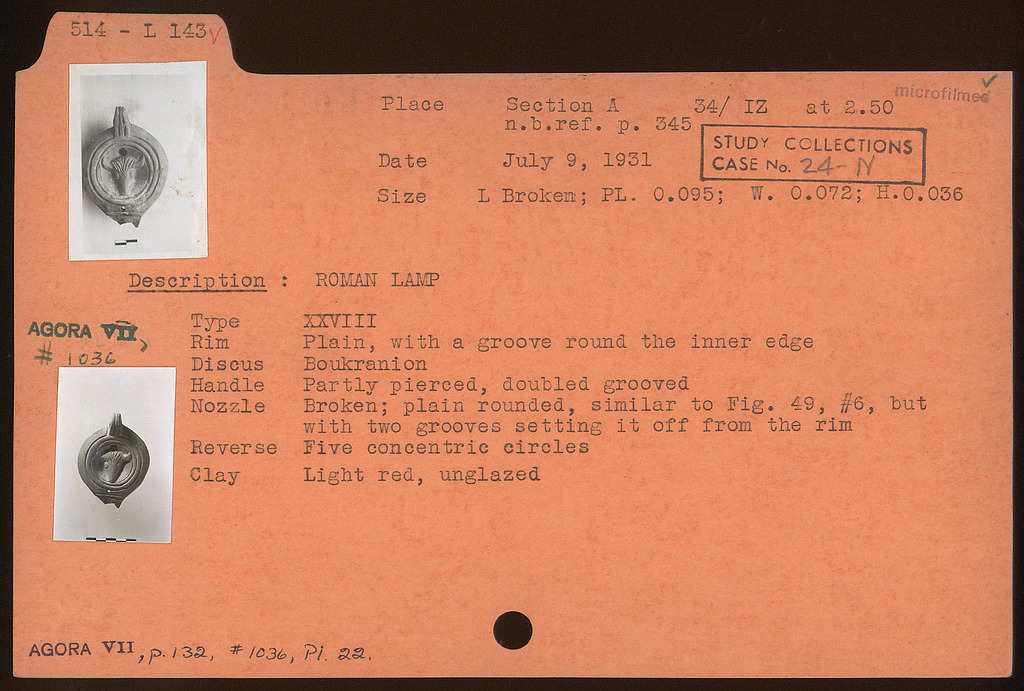 514 - L 143 v
microfilmed
Place Section A 34/ IZ at 2.50
n.b.ref. p. 345
STUDY COLLECTIONS
CASE No. 24-N
Date July 9, 1931
Size L Broken; PL. 0.095; W. 0.072; H.0.036
Description : ROMAN LAMP
AGORA VII,
# 1036
Type XXVIII
Rim Plain, with a groove round the inner edge
Discus Boukranion
Handle Partly pierced, doubled grooved
Nozzle Broken; plain rounded, similar to Fig. 49, #6, but
with two grooves setting it off from the rim
Reverse Five concentric circles
Clay Light red, unglazed
AGORA VII, p. 132, #1036, Pl. 22.